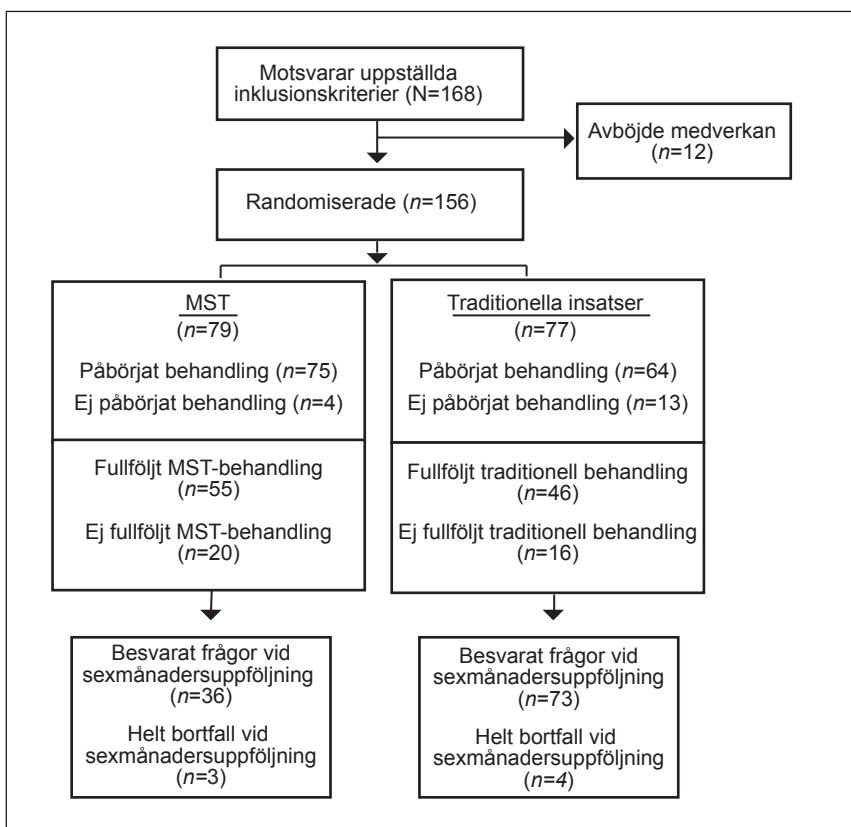 Motsvarar uppställda
inklusionskriterier (N=168)
Avböjde medverkan
(n=12)
Randomiserade (n=156)
MST
(n=79)
Påbörjat behandling (n=75)
Ej påbörjat behandling (n=4)
Traditionella insatser
(n=77)
Påbörjat behandling (n=64)
Ej påbörjat behandling (n=13)
Fullföljt MST-behandling
(n=55)
Ej fullföljt MST-behandling
(n=20)
Fullföljt traditionell behandling
(n=46)
Ej fullföljt traditionell behandling
(n=16)
Besvarat frågor vid
sexmånadersuppföljning
(n=36)
Helt bortfall vid
sexmånadersuppföljning
(n=3)
Besvarat frågor vid
sexmånadersuppföljning
(n=73)
Helt bortfall vid
sexmånadersuppföljning
(n=4)